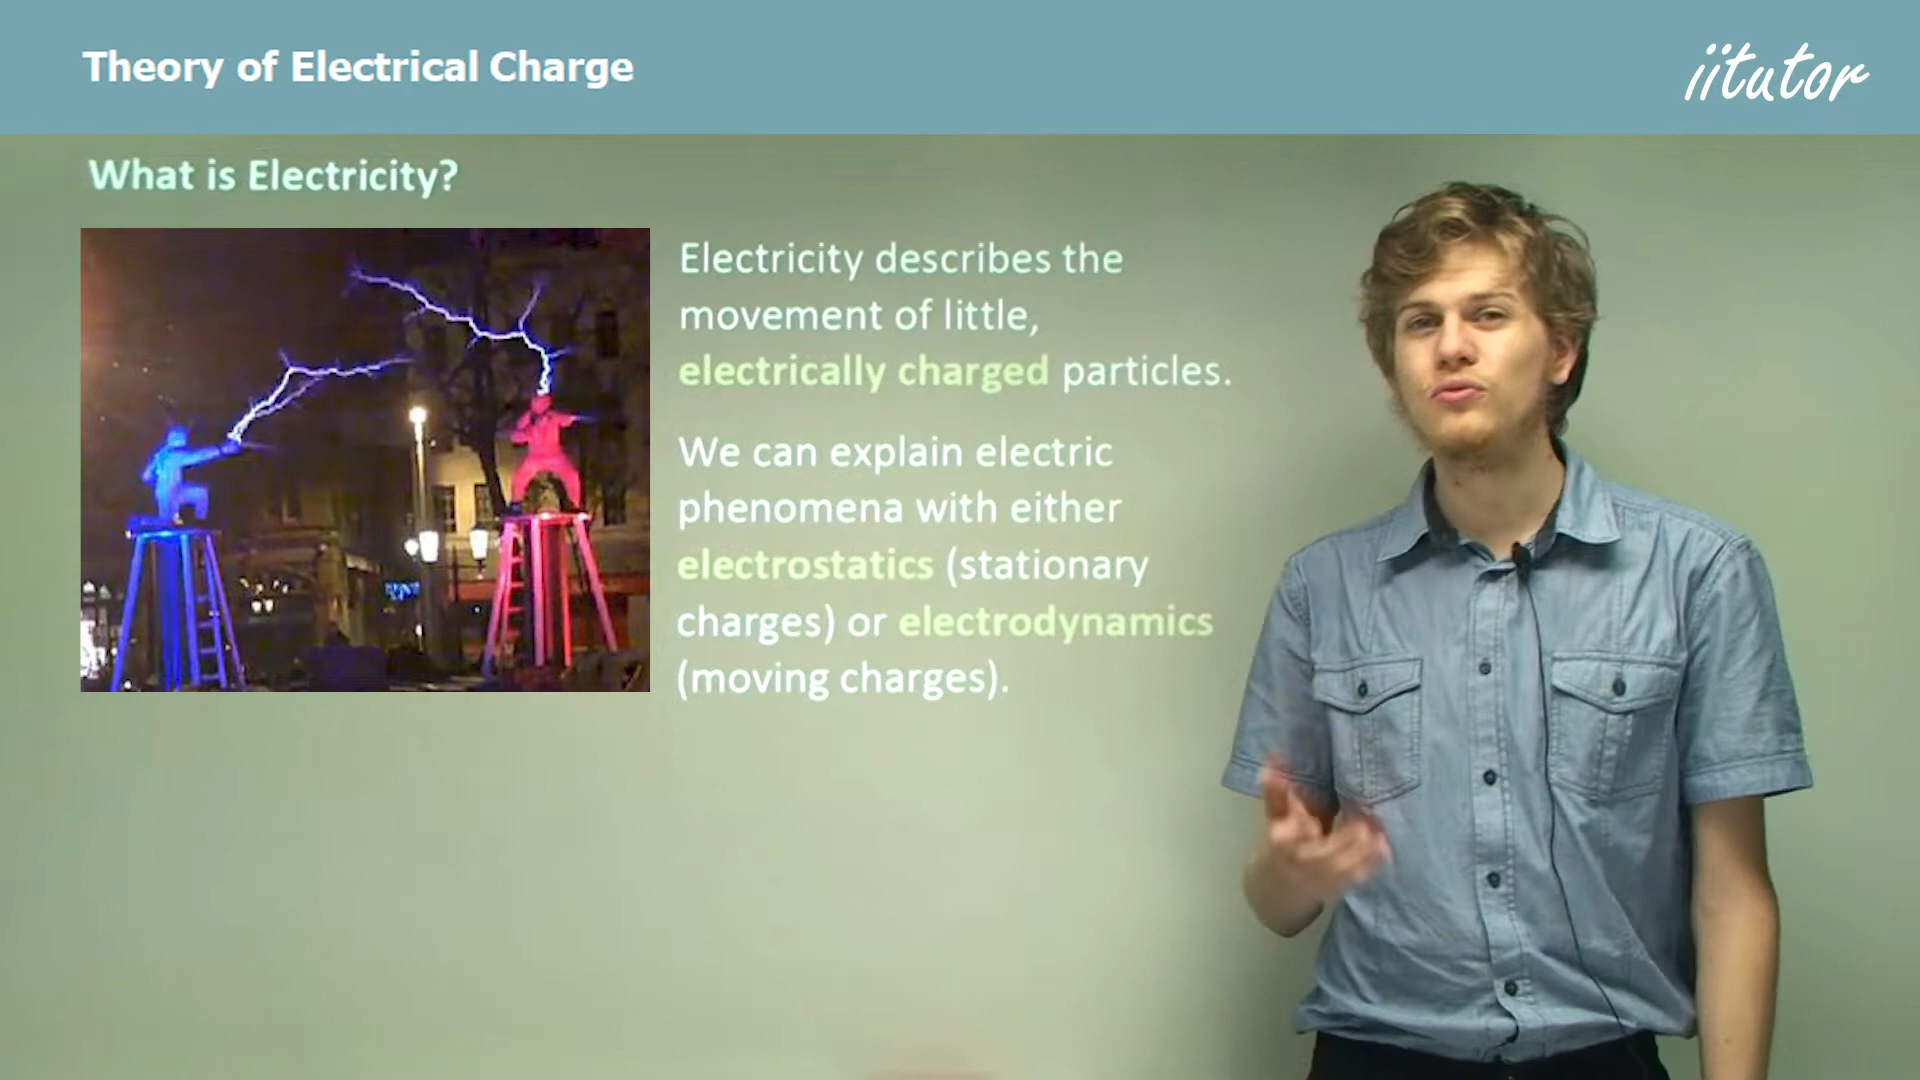 Theory of Electrical Charge
iitutor
What is Electricity?
Electricity describes the
movement of little,
electrically charged particles.
We can explain electric
phenomena with either
electrostatics (stationary
charges) or electrodynamics
(moving charges).